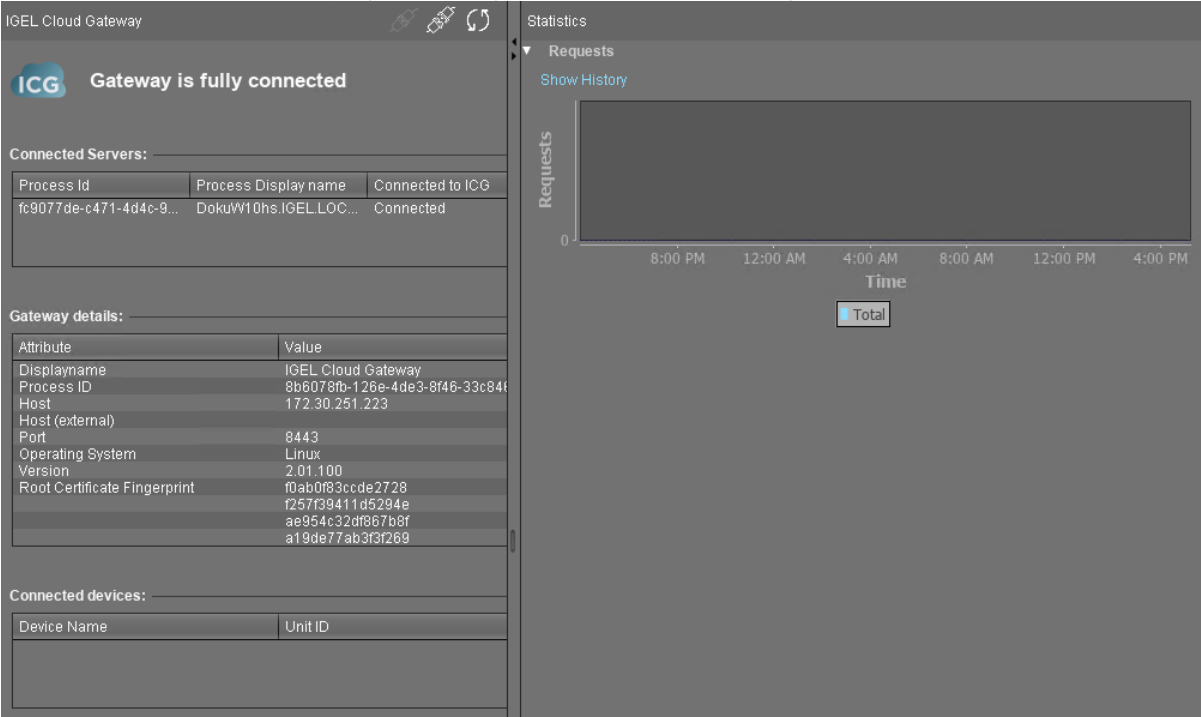 IGEL Cloud Gateway
ICG
Gateway is fully connected
Connected Servers:
Process Id Process Display name Connected to ICG
fc9077de-c471-4d4c-9... DokuW10hs.IGEL.LOC... Connected
Gateway details:
Attribute Value
Displayname IGEL Cloud Gateway
Process ID 8b6078fb-126e-4de3-8f46-33c846
Host 172.30.251.223
Host (external)
Port 8443
Operating System Linux
Version 2.01.100
Root Certificate Fingerprint f0ab0f83ccde2728
f257f39411d5294e
ae954c32df867b8f
a19de77ab3f3f269
Connected devices:
Device Name Unit ID
Statistics
Requests
Show History
Requests
0
8:00 PM 12:00 AM 4:00 AM 8:00 AM 12:00 PM 4:00 PM
Time
Total